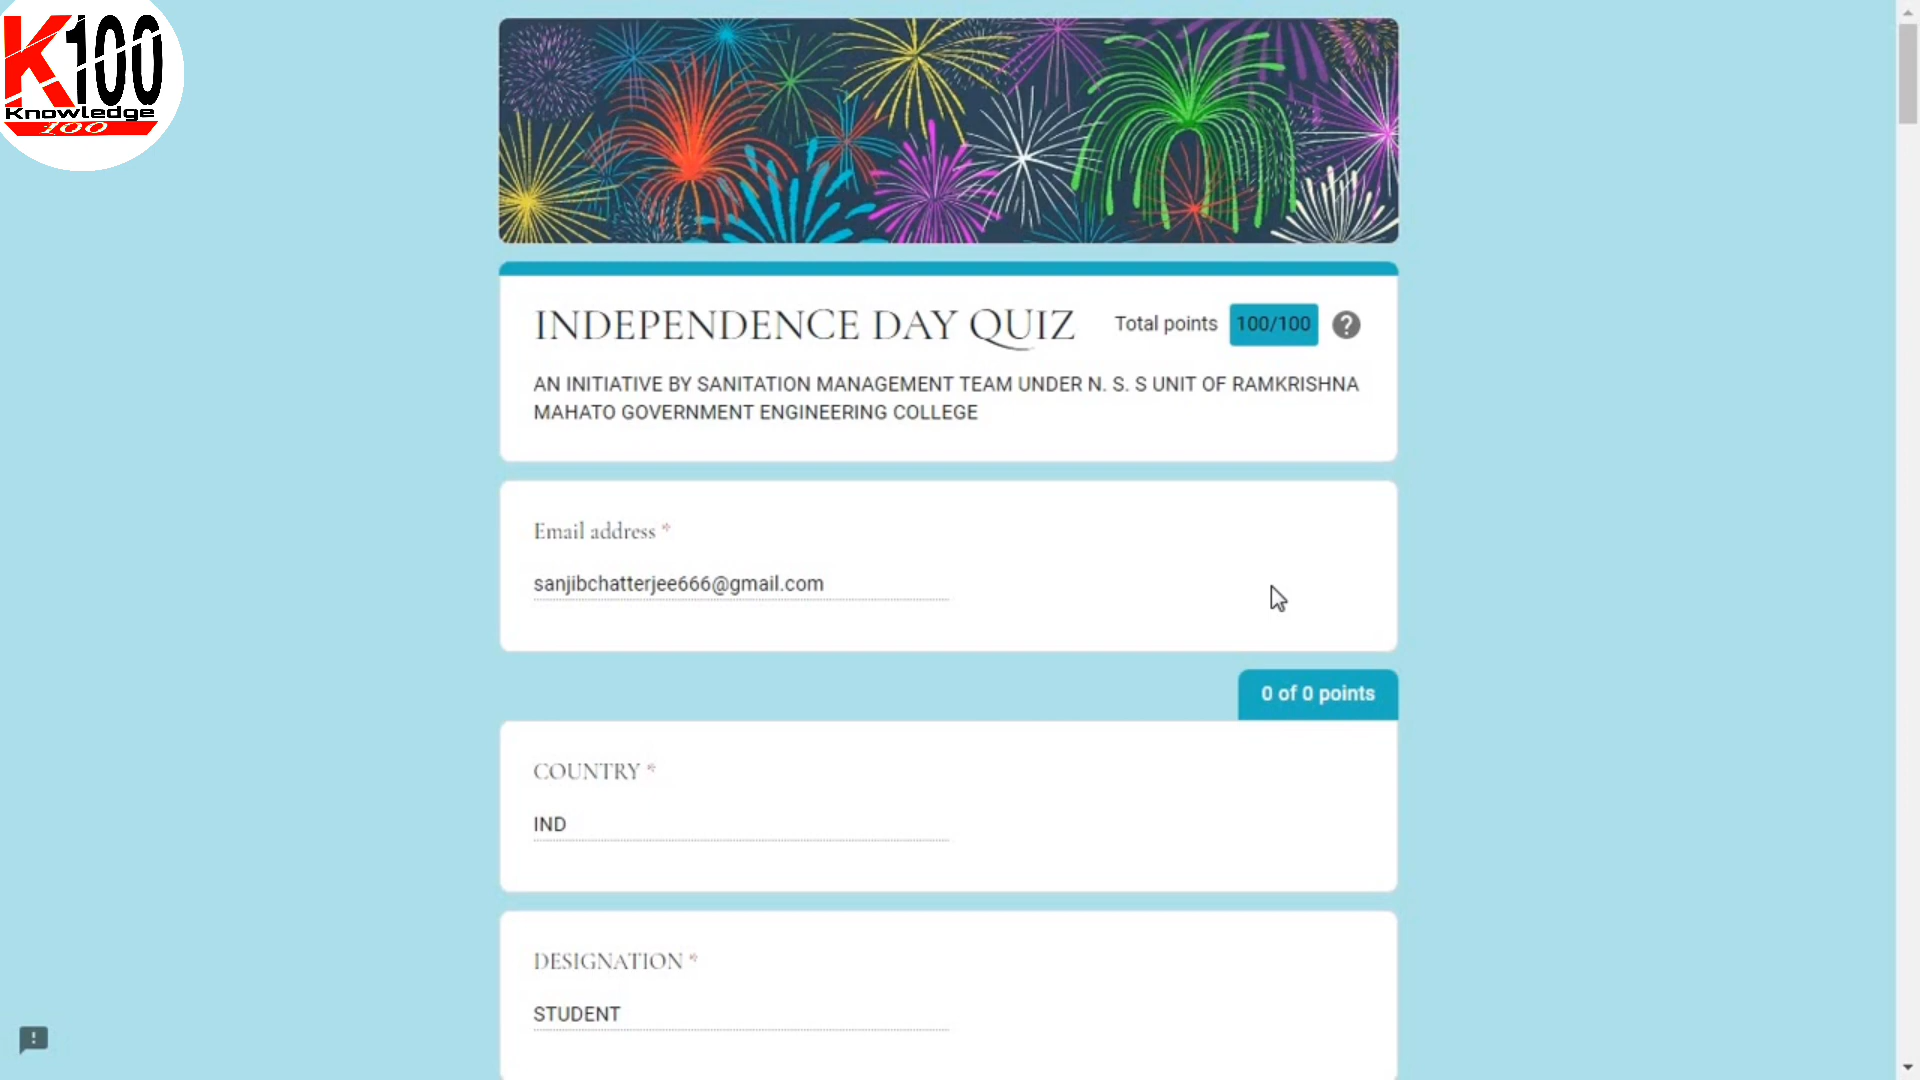 K100
Knowledge
100
INDEPENDENCE DAY QUIZ
Total points 100/100
?
AN INITIATIVE BY SANITATION MANAGEMENT TEAM UNDER N. S. S UNIT OF RAMKRISHNA
MAHATO GOVERNMENT ENGINEERING COLLEGE
Email address *
sanjibchatterjee666@gmail.com
0 of 0 points
COUNTRY *
IND
DESIGNATION *
STUDENT